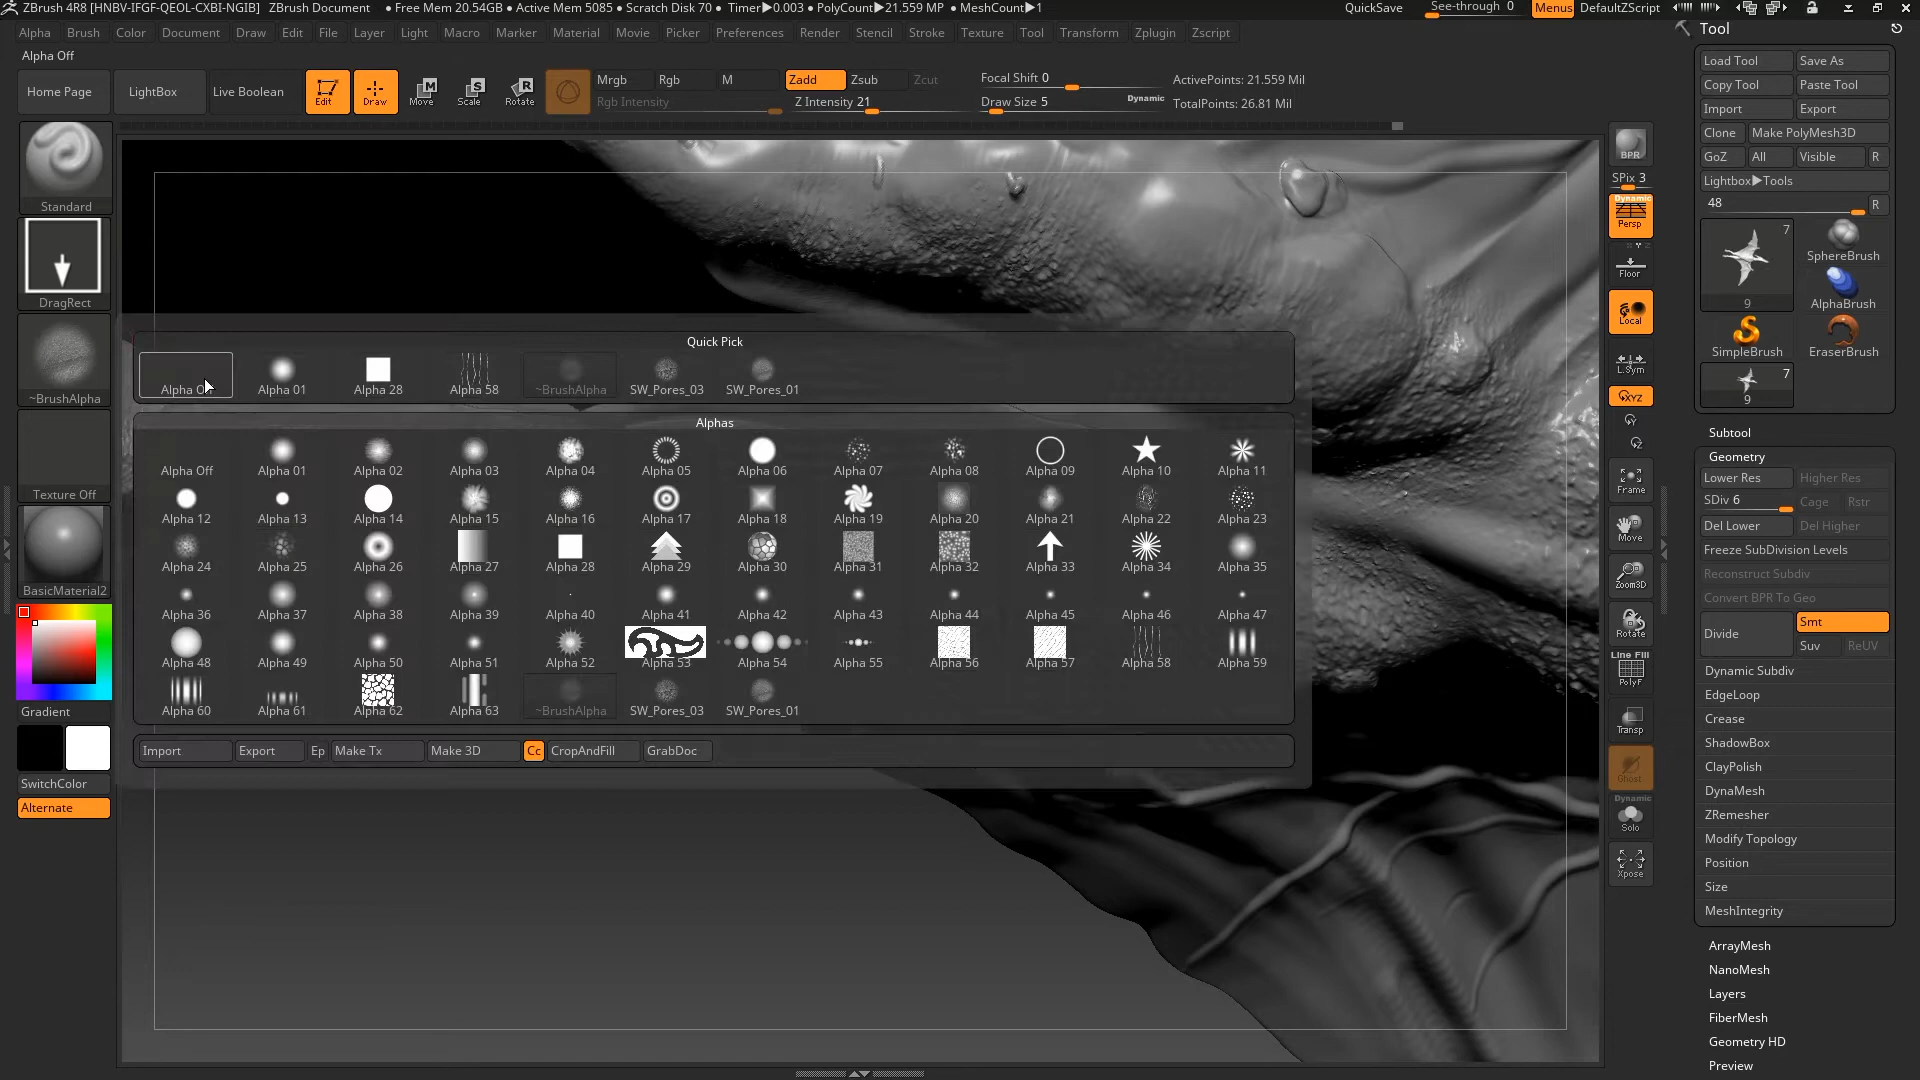 ZBrush 4R8 [HNBV-IFGF-QEOL-CXBI-NGIB] ZBrush Document • Free Mem 20.54GB • Active Mem 5085 • Scratch Disk 70 • Timer▶0.003 • PolyCount▶21.559 MP • MeshCount▶1 QuickSave See-through 0 Menus DefaultZScript
Alpha Brush Color Document Draw Edit File Layer Light Macro Marker Material Movie Picker Preferences Render Stencil Stroke Texture Tool Transform Zplugin Zscript
Alpha Off
Home Page LightBox Live Boolean Edit Draw Move Scale Rotate
M S R
Mrgb Rgb M Zadd Zsub Zcut Focal Shift 0 ActivePoints: 21.559 Mil
Rgb Intensity Z Intensity 21 Draw Size 5 Dynamic TotalPoints: 26.81 Mil
Standard
DragRect
~BrushAlpha
Texture Off
BasicMaterial2
Gradient
SwitchColor
Alternate
Quick Pick
Alpha 01 Alpha 28 Alpha 58 ~BrushAlpha SW_Pores_03 SW_Pores_01
Alphas
Alpha Off Alpha 01 Alpha 02 Alpha 03 Alpha 04 Alpha 05 Alpha 06 Alpha 07 Alpha 08 Alpha 09 Alpha 10 Alpha 11
Alpha 12 Alpha 13 Alpha 14 Alpha 15 Alpha 16 Alpha 17 Alpha 18 Alpha 19 Alpha 20 Alpha 21 Alpha 22 Alpha 23
Alpha 24 Alpha 25 Alpha 26 Alpha 27 Alpha 28 Alpha 29 Alpha 30 Alpha 31 Alpha 32 Alpha 33 Alpha 34 Alpha 35
Alpha 36 Alpha 37 Alpha 38 Alpha 39 Alpha 40 Alpha 41 Alpha 42 Alpha 43 Alpha 44 Alpha 45 Alpha 46 Alpha 47
Alpha 48 Alpha 49 Alpha 50 Alpha 51 Alpha 52 Alpha 53 Alpha 54 Alpha 55 Alpha 56 Alpha 57 Alpha 58 Alpha 59
Alpha 60 Alpha 61 Alpha 62 Alpha 63 ~BrushAlpha SW_Pores_03 SW_Pores_01
Import Export Ep Make Tx Make 3D Cc CropAndFill GrabDoc
BPR
SPix 3
Dynamic
Persp
Floor
Local
L.Sym
XYZ
Frame
Move
Zoom3D
Rotate
Line Fill
PolyF
Transp
Ghost
Dynamic
Solo
Xpose
Tool
Load Tool Save As
Copy Tool Paste Tool
Import Export
Clone Make PolyMesh3D
GoZ All Visible R
Lightbox▶Tools
48 R
7
9
SphereBrush
AlphaBrush
SimpleBrush EraserBrush
7
9
Subtool
Geometry
Lower Res Higher Res
SDiv 6 Cage Rstr
Del Lower Del Higher
Freeze SubDivision Levels
Reconstruct Subdiv
Convert BPR To Geo
Divide Smt
Suv ReUV
Dynamic Subdiv
EdgeLoop
Crease
ShadowBox
ClayPolish
DynaMesh
ZRemesher
Modify Topology
Position
Size
MeshIntegrity
ArrayMesh
NanoMesh
Layers
FiberMesh
Geometry HD
Preview